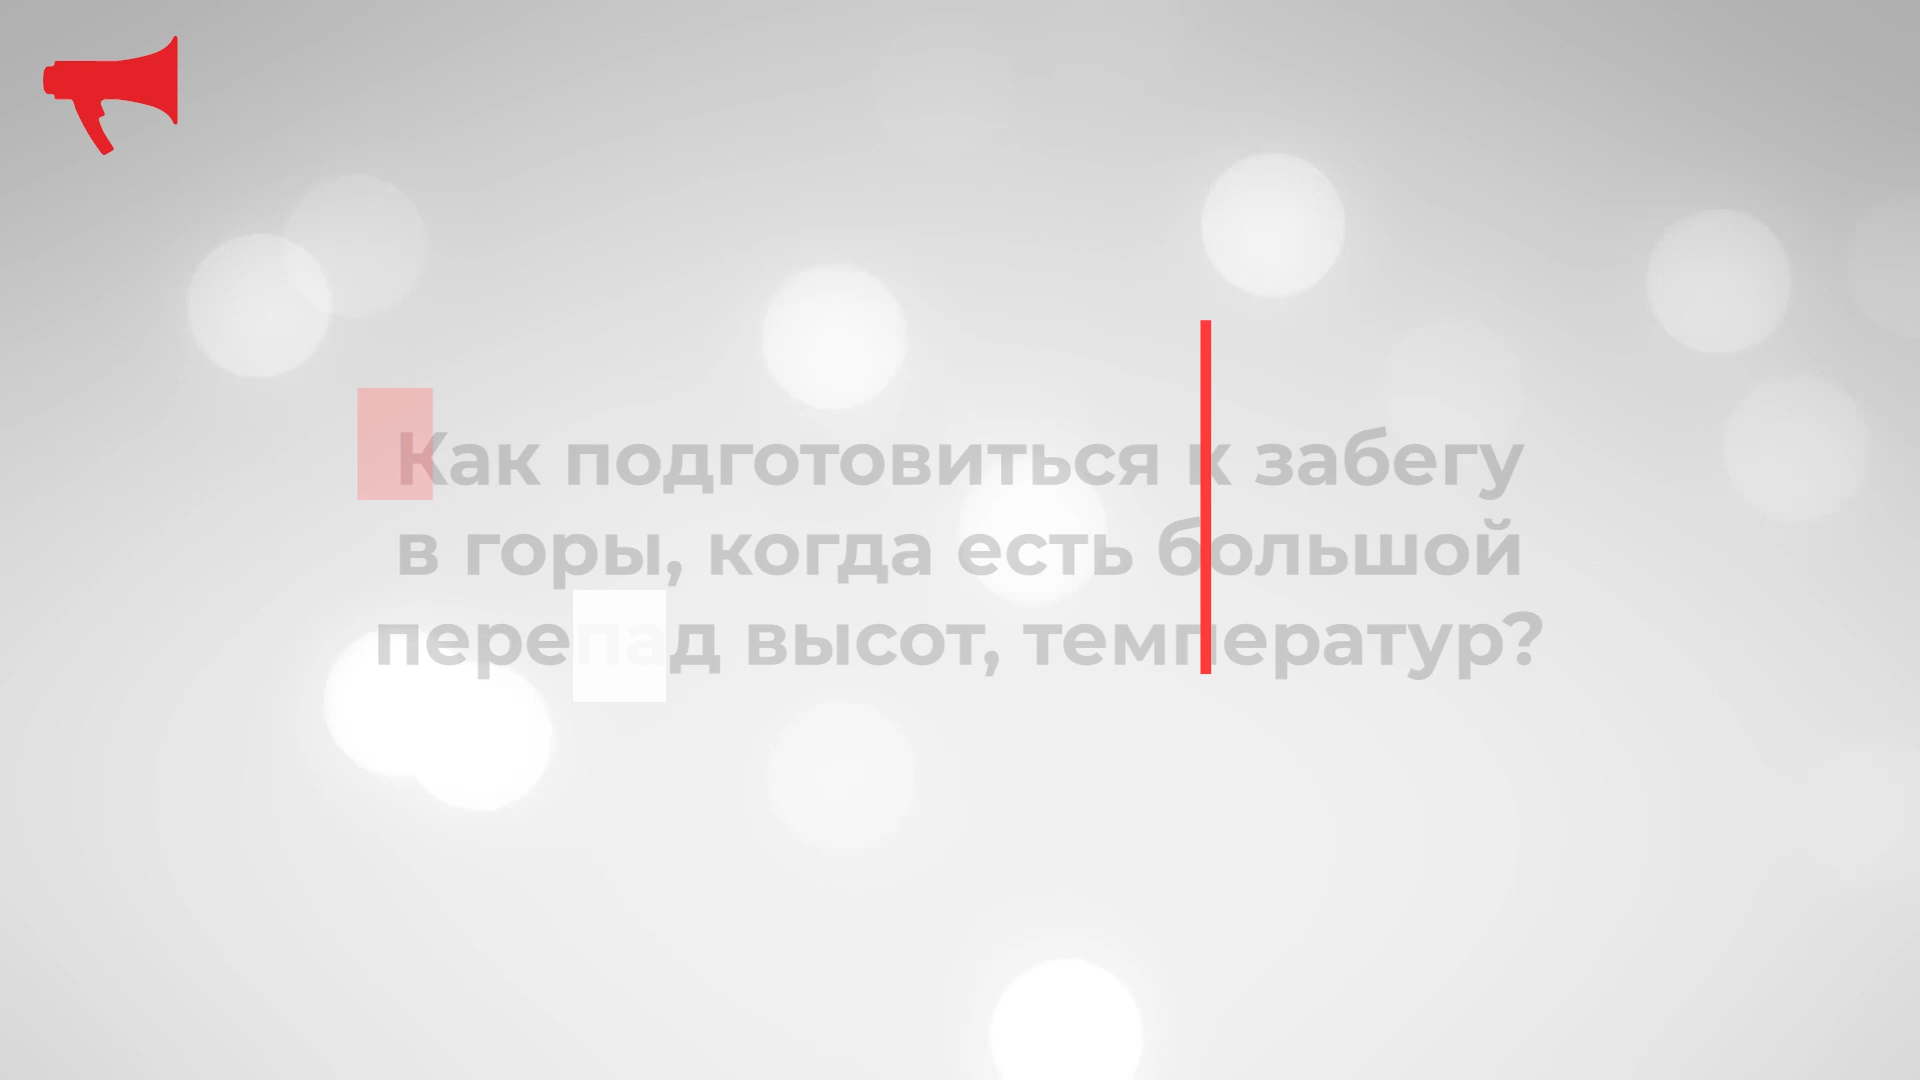 Как подготовиться к забегу
в горы, когда есть большой
перепад высот, температур?